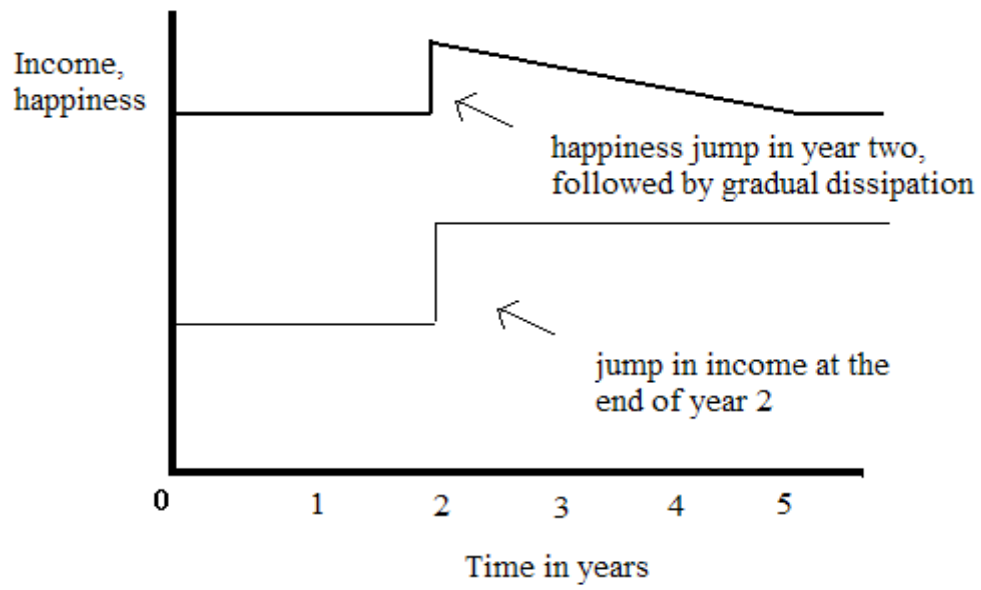 Income,
happiness
happiness jump in year two,
followed by gradual dissipation
jump in income at the
end of year 2
0 1 2 3 4 5
Time in years